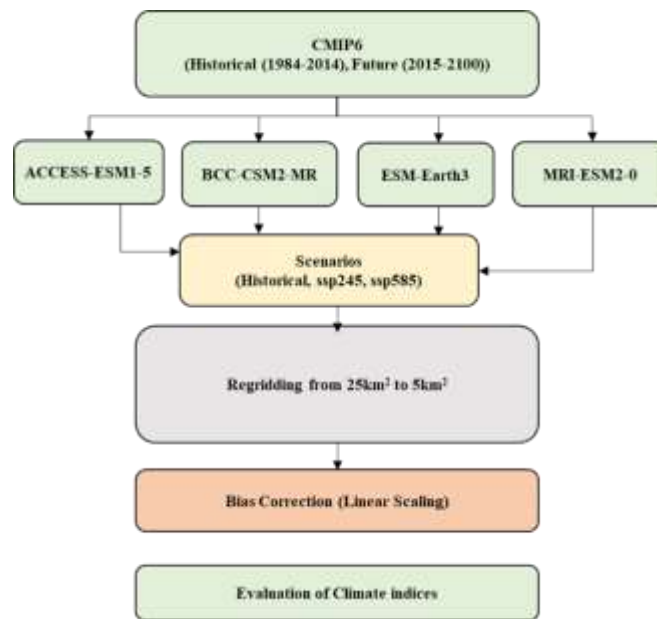 CMIP6
(Historical (1984-2014), Future (2015-2100))
ACCESS-ESM1-5
BCC-CSM2-MR
ESM-Earth3
MRI-ESM2-0
Scenarios
(Historical, ssp245, ssp585)
Regridding from 25km² to 5km²
Bias Correction (Linear Scaling)
Evaluation of Climate indices